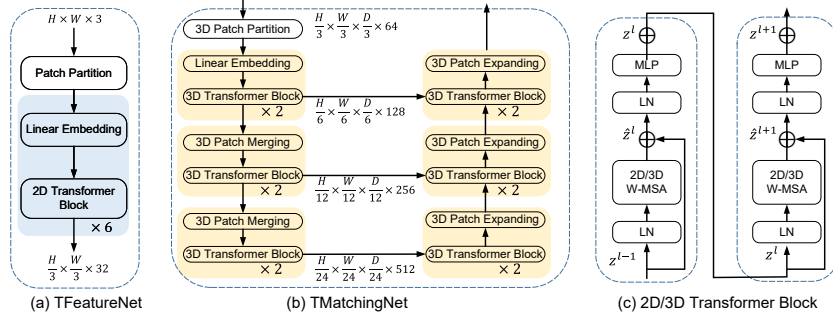 H × W × 3
Patch Partition
Linear Embedding
2D Transformer
Block
× 6
H/3 × W/3 × 32
(a) TFeatureNet
3D Patch Partition
H/3 × W/3 × D/3 × 64
Linear Embedding
3D Transformer Block
× 2
H/6 × W/6 × D/6 × 128
3D Patch Merging
3D Transformer Block
× 2
H/12 × W/12 × D/12 × 256
3D Patch Merging
3D Transformer Block
× 2
H/24 × W/24 × D/24 × 512
3D Patch Expanding
3D Transformer Block
× 2
3D Patch Expanding
3D Transformer Block
× 2
3D Patch Expanding
3D Transformer Block
× 2
(b) TMatchingNet
z^l
MLP
LN
ẑ^l
2D/3D
W-MSA
LN
z^{l-1}
z^{l+1}
MLP
LN
ẑ^{l+1}
2D/3D
W-MSA
LN
z^l
(c) 2D/3D Transformer Block